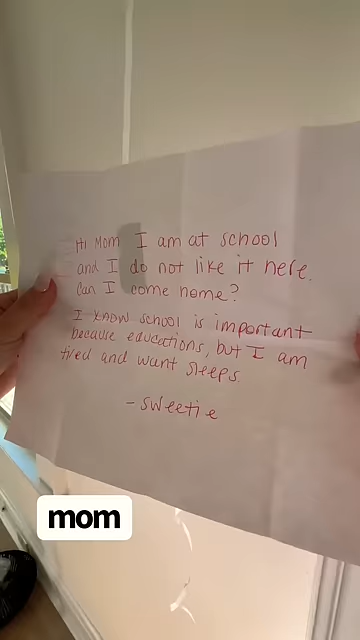 Hi Mom I am at school
and I do not like it here.
Can I come home?
I know school is important
because educations, but I am
tired and want sleeps.
- sweetie
mom